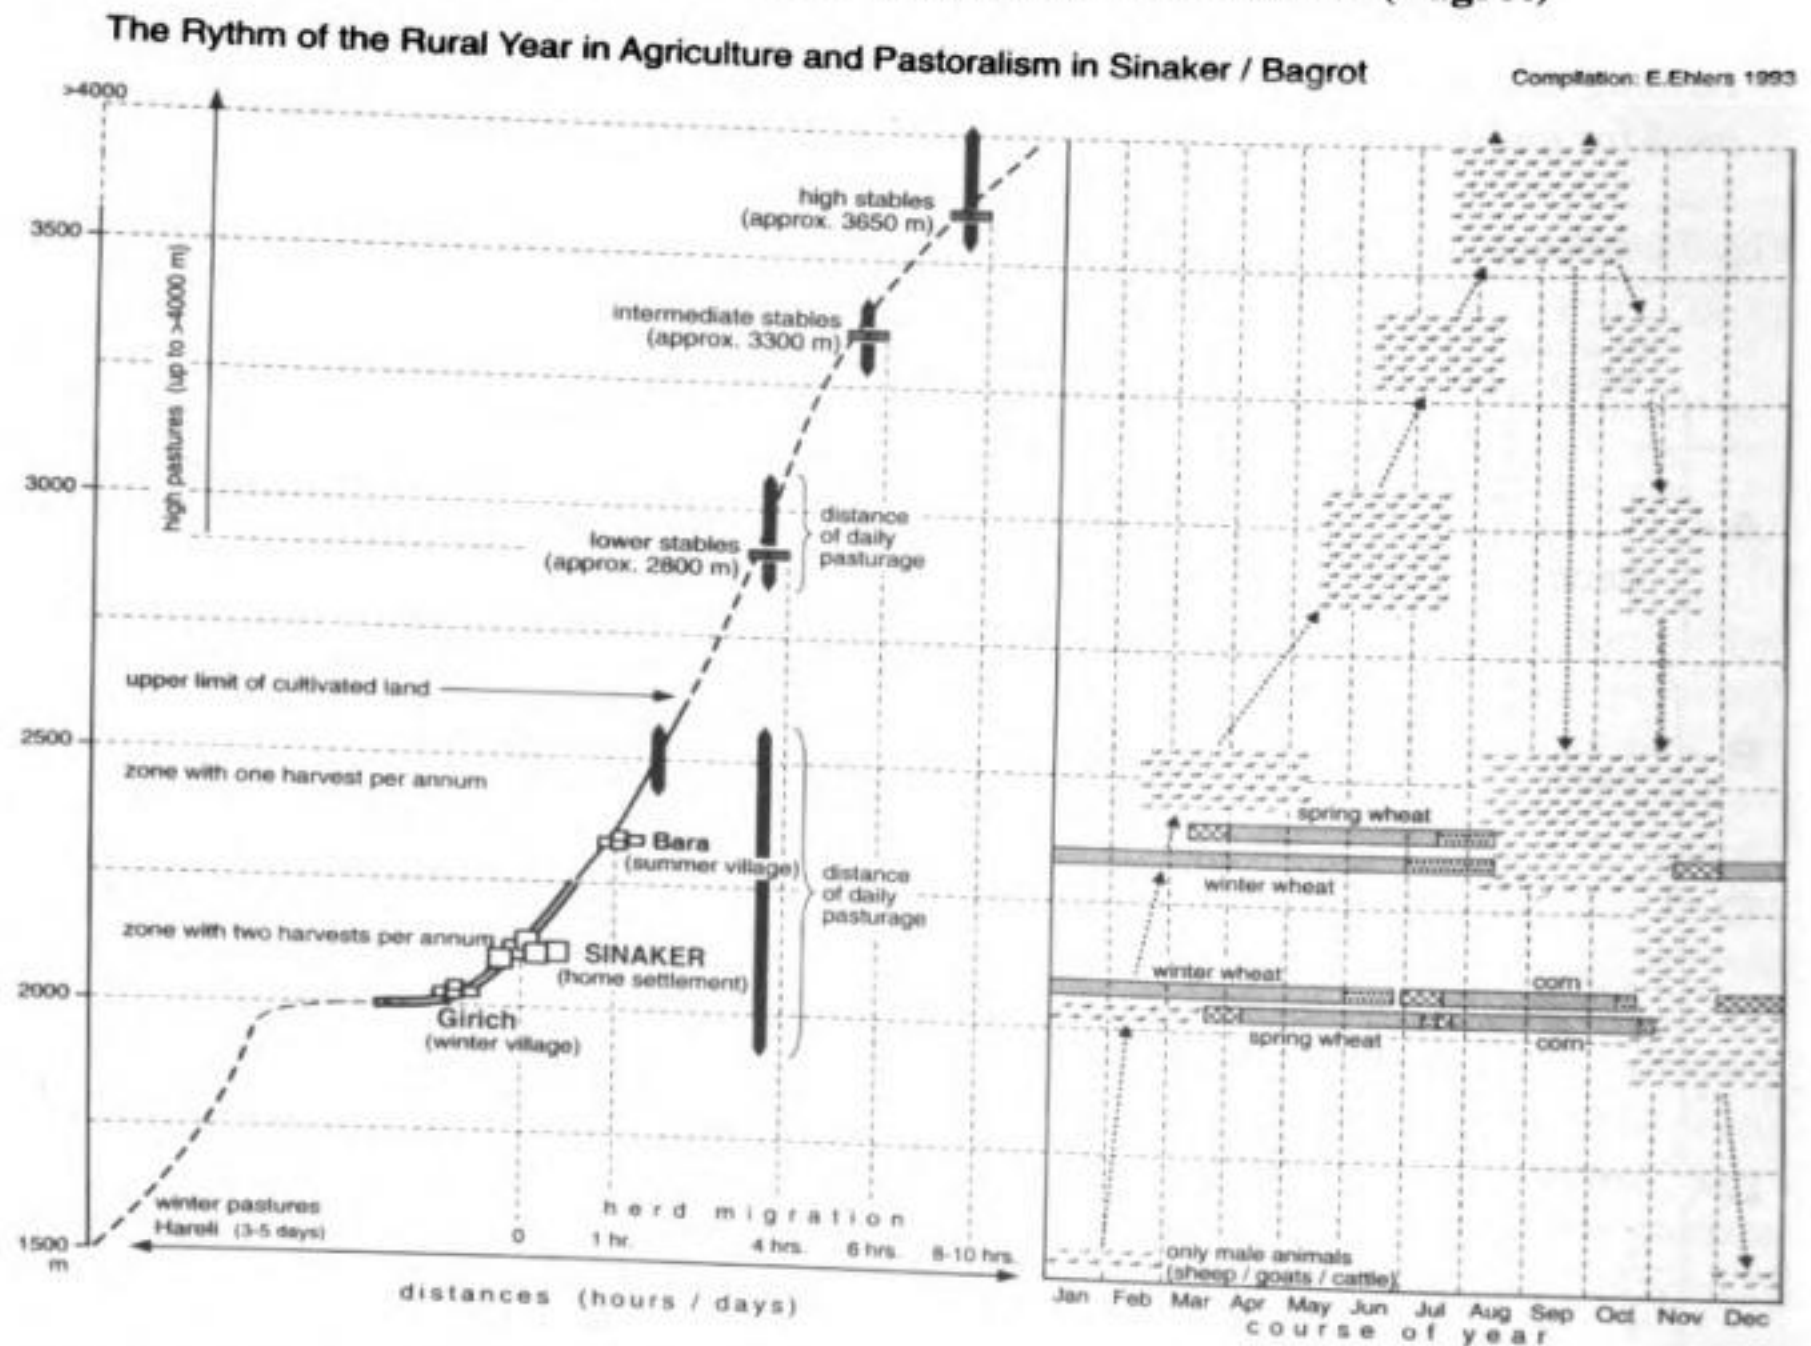 The Rythm of the Rural Year in Agriculture and Pastoralism in Sinaker / Bagrot
Compilation: E.Ehlers 1993
>4000
high stables
(approx. 3650 m)
3500
high pastures (up to >4000 m)
intermediate stables
(approx. 3300 m)
3000
distance
of daily
pasturage
lower stables
(approx. 2800 m)
upper limit of cultivated land
2500
zone with one harvest per annum
spring wheat
Bara
(summer village)
distance
of daily
pasturage
winter wheat
zone with two harvests per annum
SINAKER
(home settlement)
winter wheat
corn
2000
Girich
(winter village)
spring wheat
corn
winter pastures
Hareli (3-5 days)
herd migration
0
1 hr.
4 hrs.
6 hrs.
8-10 hrs.
only male animals
(sheep / goats / cattle)
1500
m
distances (hours / days)
Jan Feb Mar Apr May Jun Jul Aug Sep Oct Nov Dec
course of year